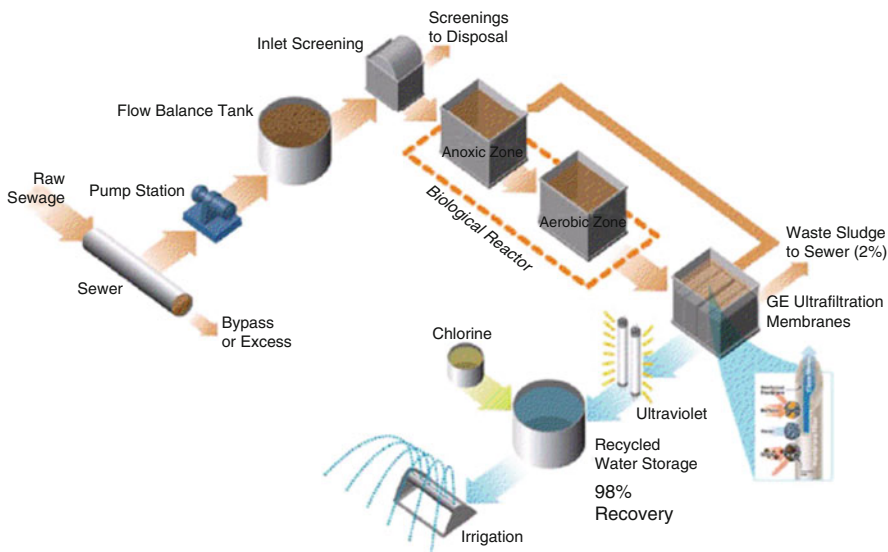 Screenings
to Disposal
Inlet Screening
Flow Balance Tank
Anoxic Zone
Raw
Sewage
Pump Station
Aerobic Zone
Biological Reactor
Waste Sludge
to Sewer (2%)
Sewer
GE Ultrafiltration
Membranes
Bypass
or Excess
Chlorine
Ultraviolet
Recycled
Water Storage
98%
Recovery
Irrigation